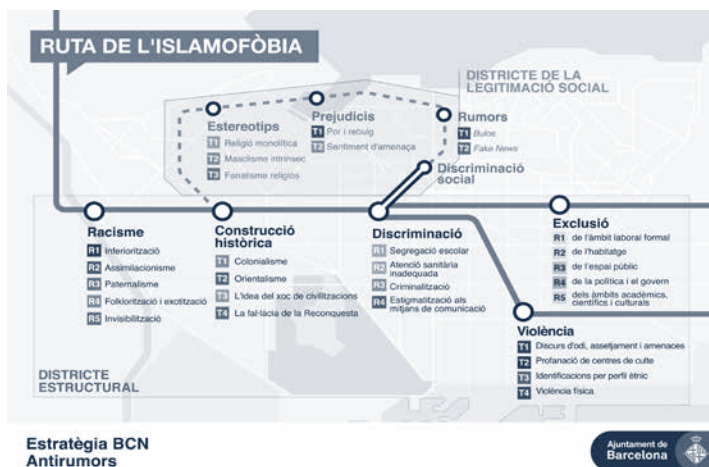 RUTA DE L'ISLAMOFÒBIA
DISTRICTE DE LA
LEGITIMACIÓ SOCIAL
Estereotips
T1 Religió monolítica
T2 Masclisme intrínsec
T3 Fanatisme religiós
Prejudicis
T1 Por i rebuig
T2 Sentiment d'amenaça
Rumors
T1 Bulos
T2 Fake News
Discriminació
social
Racisme
R1 Inferiorització
R2 Assimilacionisme
R3 Paternalisme
R4 Folklorització i exotització
R5 Invisibilització
Construcció
històrica
T1 Colonialisme
T2 Orientalisme
T3 L'idea del xoc de civilitzacions
T4 La fal·làcia de la Reconquesta
Discriminació
R1 Segregació escolar
R2 Atenció sanitària
inadequada
R3 Criminalització
R4 Estigmatització als
mitjans de comunicació
Exclusió
R1 de l'àmbit laboral formal
R2 de l'habitatge
R3 de l'espai públic
R4 de la política i el govern
R5 dels àmbits acadèmics,
científics i culturals
Violència
T1 Discurs d'odi, assetjament i amenaces
T2 Profanació de centres de culte
T3 Identificacions per perfil ètnic
T4 Violència física
DISTRICTE
ESTRUCTURAL
Estratègia BCN
Antirumors
Ajuntament de
Barcelona